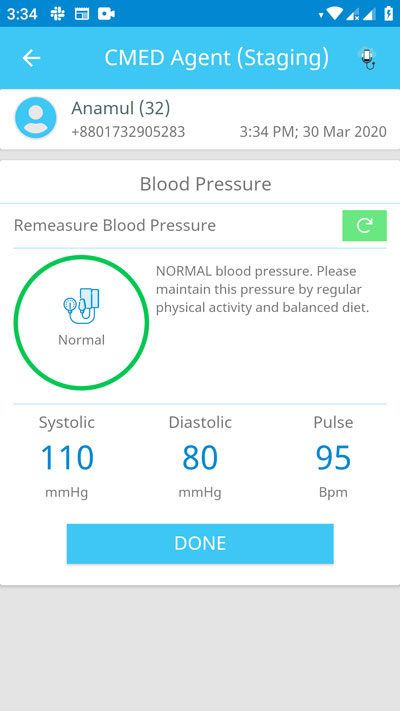 3:34
CMED Agent (Staging)
Anamul (32)
+8801732905283 3:34 PM; 30 Mar 2020
Blood Pressure
Remeasure Blood Pressure
NORMAL blood pressure. Please
maintain this pressure by regular
physical activity and balanced diet.
Normal
Systolic Diastolic Pulse
110 80 95
mmHg mmHg Bpm
DONE